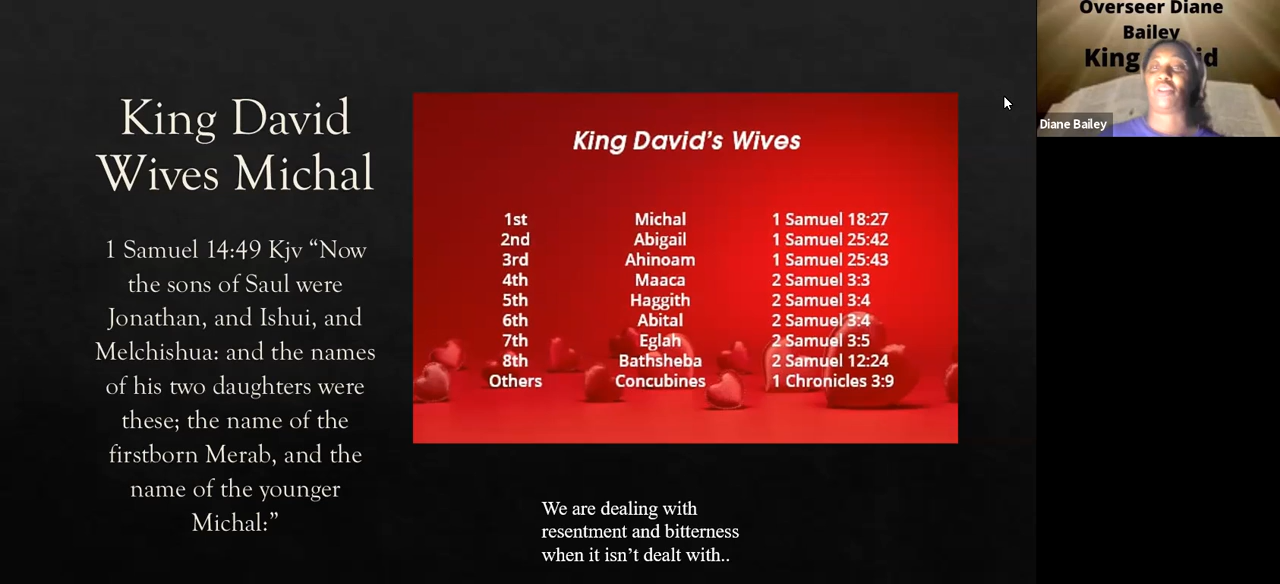 King David
Wives Michal
1 Samuel 14:49 Kjv “Now
the sons of Saul were
Jonathan, and Ishui, and
Melchishua: and the names
of his two daughters were
these; the name of the
firstborn Merab, and the
name of the younger
Michal:”
King David’s Wives
1st Michal 1 Samuel 18:27
2nd Abigail 1 Samuel 25:42
3rd Ahinoam 1 Samuel 25:43
4th Maaca 2 Samuel 3:3
5th Haggith 2 Samuel 3:4
6th Abital 2 Samuel 3:4
7th Eglah 2 Samuel 3:5
8th Bathsheba 2 Samuel 12:24
Others Concubines 1 Chronicles 3:9
We are dealing with
resentment and bitterness
when it isn’t dealt with..
Overseer Diane
Bailey
King
Diane Bailey